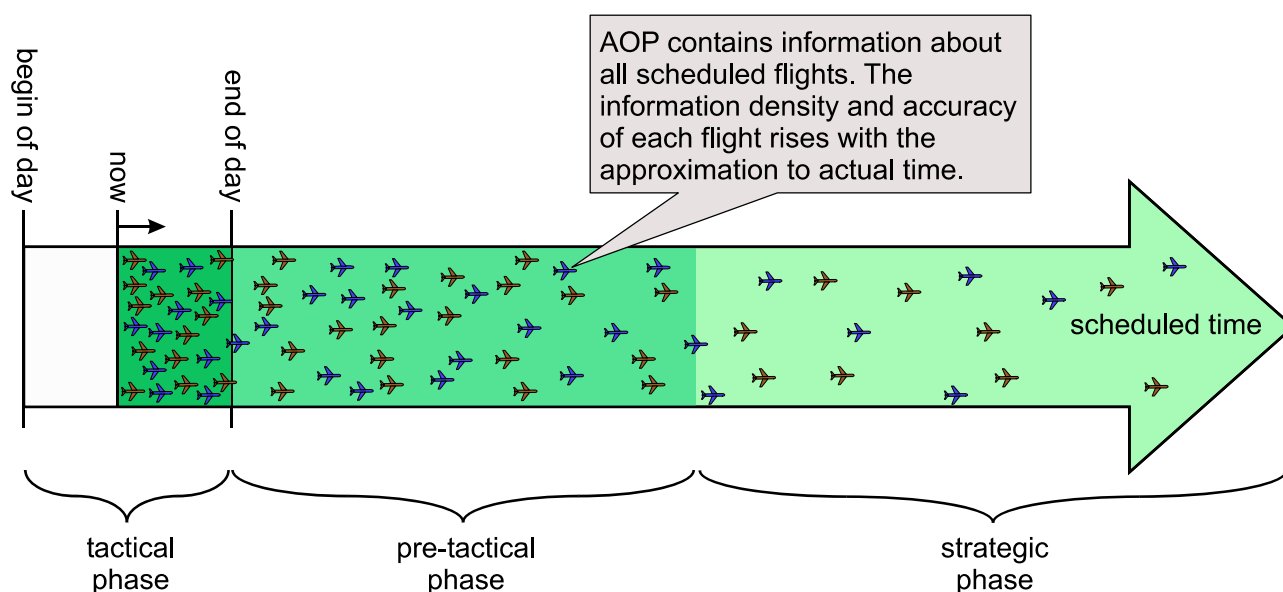 begin of day
now
end of day
AOP contains information about
all scheduled flights. The
information density and accuracy
of each flight rises with the
approximation to actual time.
scheduled time
tactical
phase
pre-tactical
phase
strategic
phase